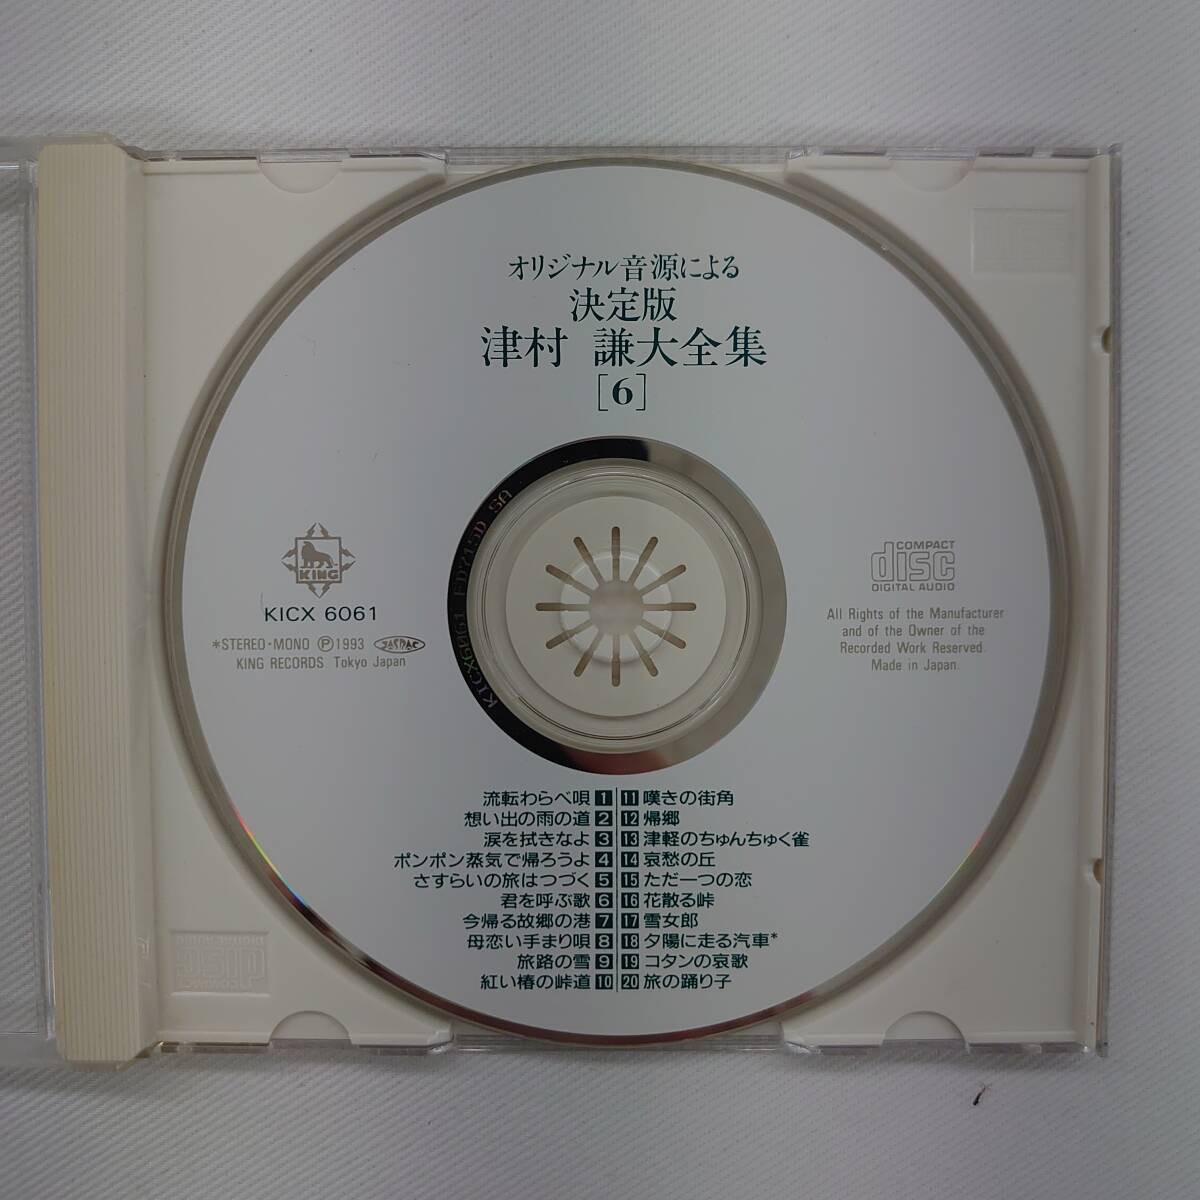 オリジナル音源による
決定版
津村 謙大全集
[6]
KING
KICX 6061
*STEREO・MONO Ⓟ1993 JASRAC
KING RECORDS Tokyo Japan
COMPACT
disc
DIGITAL AUDIO
All Rights of the Manufacturer
and of the Owner of the
Recorded Work Reserved.
Made in Japan.
KICX6061 ED715D SA
流転わらべ唄 1
想い出の雨の道 2
涙を拭きなよ 3
ポンポン蒸気で帰ろうよ 4
さすらいの旅はつづく 5
君を呼ぶ歌 6
今帰る故郷の港 7
母恋い手まり唄 8
旅路の雪 9
紅い椿の峠道 10
11 嘆きの街角
12 帰郷
13 津軽のちゅんちゅく雀
14 哀愁の丘
15 ただ一つの恋
16 花散る峠
17 雪女郎
18 夕陽に走る汽車*
19 コタンの哀歌
20 旅の踊り子